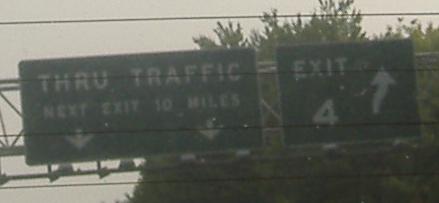 THRU TRAFFIC
NEXT EXIT 10 MILES
EXIT
4